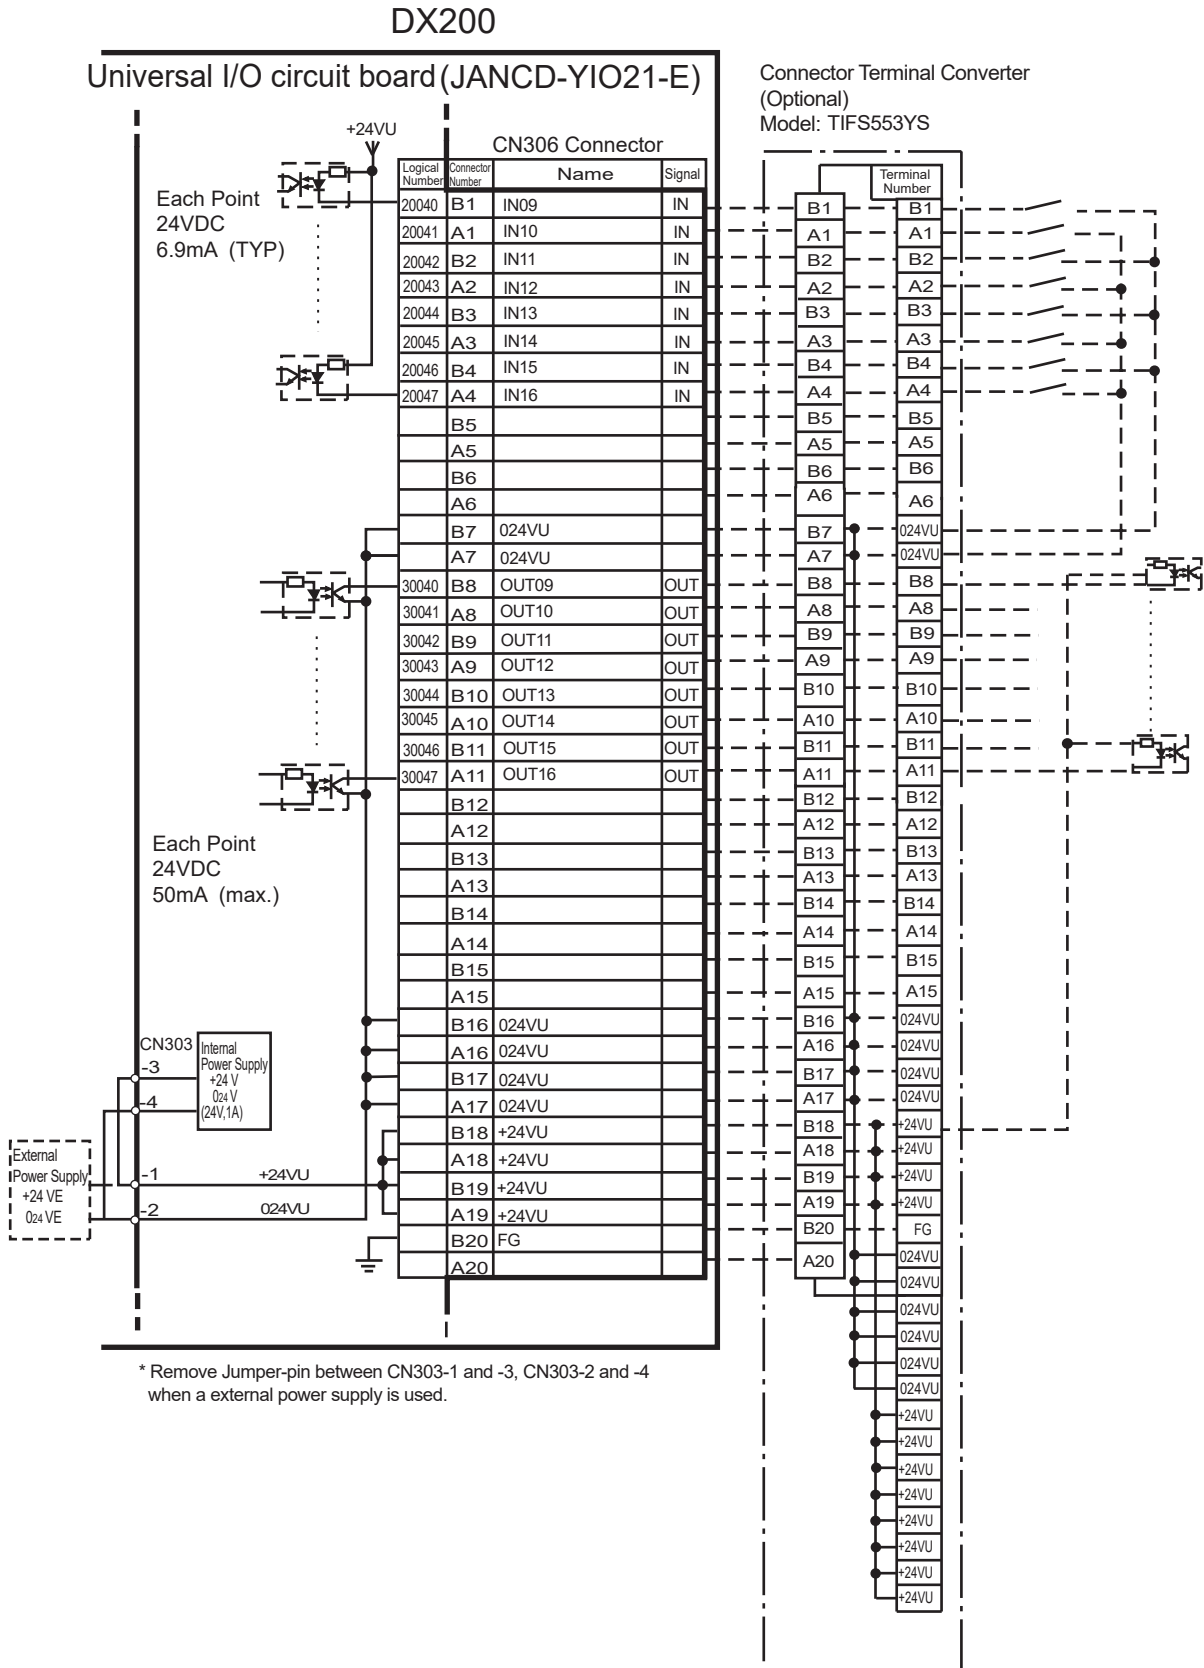 DX200
Universal I/O circuit board (JANCD-YIO21-E)
Connector Terminal Converter
(Optional)
Model: TIFS553YS
+24VU
CN306 Connector
Logical Number Connector Number Name Signal
Terminal Number
Each Point
24VDC
6.9mA (TYP)
20040 B1 IN09 IN B1 B1
20041 A1 IN10 IN A1 A1
20042 B2 IN11 IN B2 B2
20043 A2 IN12 IN A2 A2
20044 B3 IN13 IN B3 B3
20045 A3 IN14 IN A3 A3
20046 B4 IN15 IN B4 B4
20047 A4 IN16 IN A4 A4
B5 B5 B5
A5 A5 A5
B6 B6 B6
A6 A6 A6
B7 024VU B7 024VU
A7 024VU A7 024VU
30040 B8 OUT09 OUT B8 B8
30041 A8 OUT10 OUT A8 A8
30042 B9 OUT11 OUT B9 B9
30043 A9 OUT12 OUT A9 A9
30044 B10 OUT13 OUT B10 B10
30045 A10 OUT14 OUT A10 A10
30046 B11 OUT15 OUT B11 B11
30047 A11 OUT16 OUT A11 A11
B12 B12 B12
A12 A12 A12
B13 B13 B13
A13 A13 A13
B14 B14 B14
A14 A14 A14
B15 B15 B15
A15 A15 A15
B16 024VU B16 024VU
A16 024VU A16 024VU
B17 024VU B17 024VU
A17 024VU A17 024VU
B18 +24VU B18 +24VU
A18 +24VU A18 +24VU
B19 +24VU B19 +24VU
A19 +24VU A19 +24VU
B20 FG B20 FG
A20 A20 024VU
024VU
024VU
024VU
024VU
024VU
+24VU
+24VU
+24VU
+24VU
+24VU
+24VU
+24VU
+24VU
Each Point
24VDC
50mA (max.)
CN303
-3
-4
Internal
Power Supply
+24 V
024 V
(24V,1A)
External
Power Supply
+24 VE
024 VE
-1 +24VU
-2 024VU
* Remove Jumper-pin between CN303-1 and -3, CN303-2 and -4
when a external power supply is used.